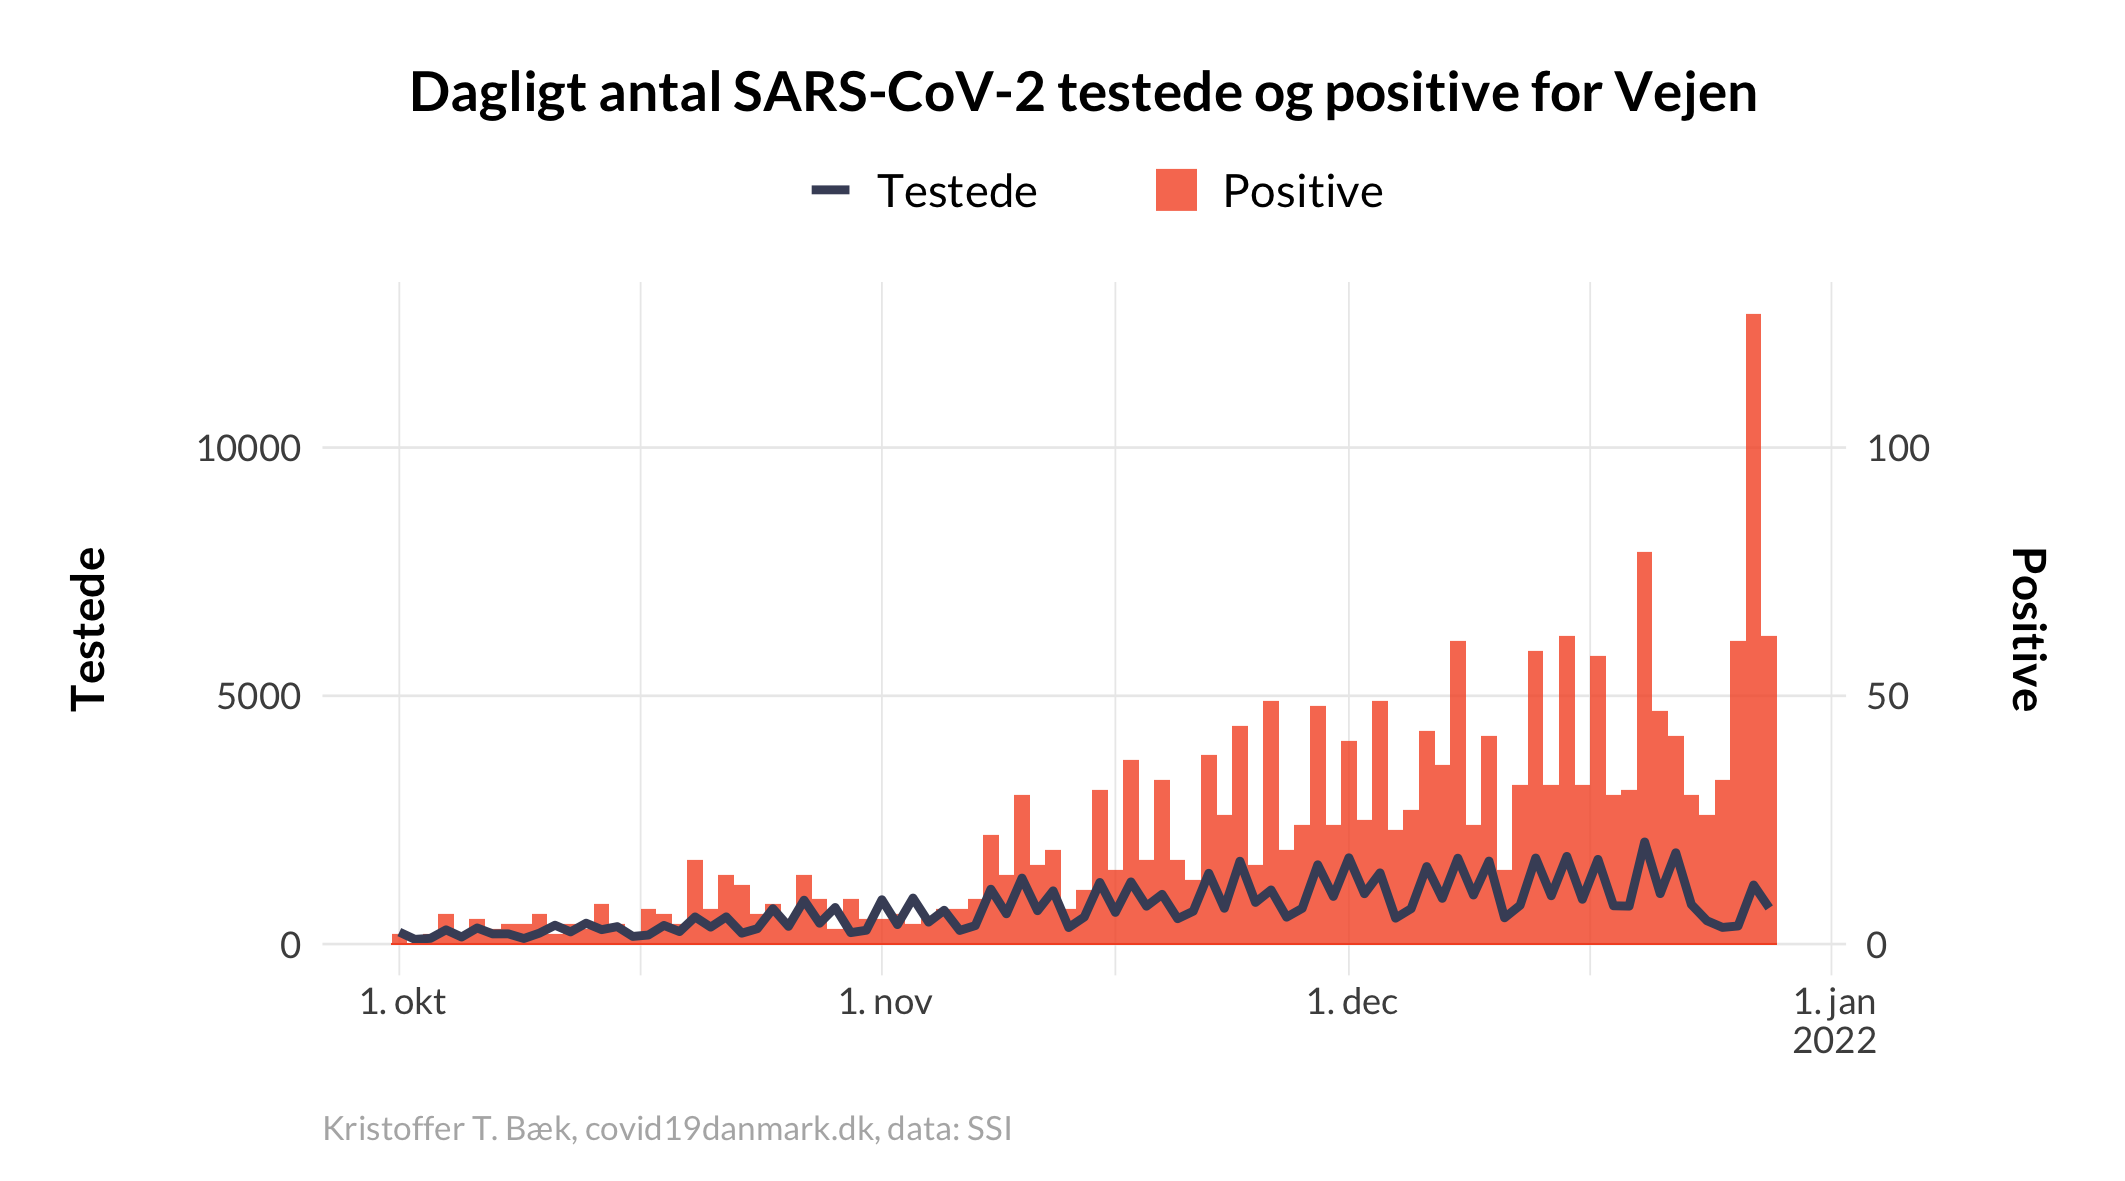 Dagligt antal SARS-CoV-2 testede og positive for Vejen
Testede
Positive
10000
5000
0
100
50
0
Testede
Positive
1. okt
1. nov
1. dec
1. jan
2022
Kristoffer T. Bæk, covid19danmark.dk, data: SSI